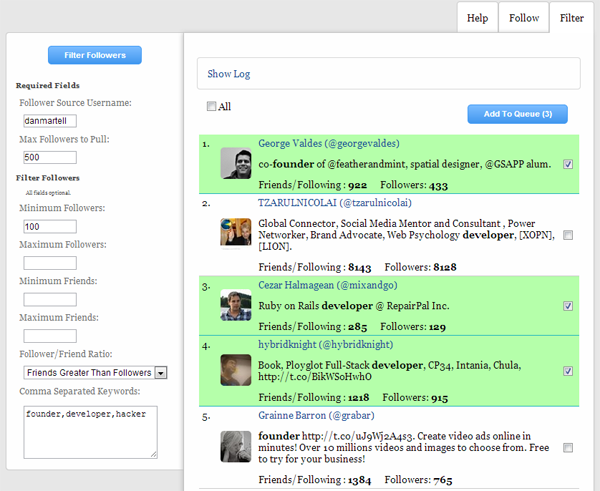 Help Follow Filter
Filter Followers
Required Fields
Follower Source Username:
danmartell
Max Followers to Pull:
500
Filter Followers
All fields optional.
Minimum Followers:
100
Maximum Followers:
Minimum Friends:
Maximum Friends:
Follower/Friend Ratio:
Friends Greater Than Followers
Comma Separated Keywords:
founder,developer,hacker
Show Log
All
Add To Queue (3)
1. George Valdes (@georgevaldes)
co-founder of @featherandmint, spatial designer, @GSAPP alum.
Friends/Following : 922 Followers: 433
2. TZARULNICOLAI (@tzarulnicolai)
Global Connector, Social Media Mentor and Consultant , Power
Networker, Brand Advocate, Web Psychology developer, [XOPN],
[LION].
Friends/Following : 8143 Followers: 8128
3. Cezar Halmagean (@mixandgo)
Ruby on Rails developer @ RepairPal Inc.
Friends/Following : 285 Followers: 129
4. hybridknight (@hybridknight)
Book, Ployglot Full-Stack developer, CP34, Intania, Chula,
http://t.co/BikWSoHwhO
Friends/Following : 1218 Followers: 915
5. Grainne Barron (@grabar)
founder http://t.co/uJ9Wj2A4s3. Create video ads online in
minutes! Over 10 millions videos and images to choose from. Free
to try for your business!
Friends/Following : 1384 Followers: 765